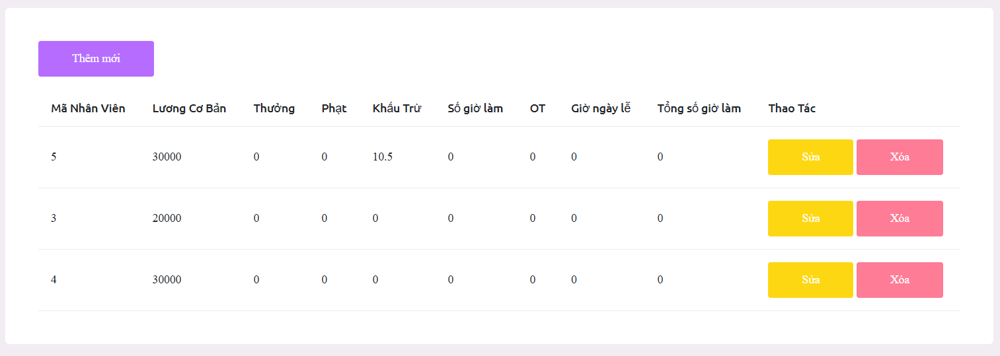 Thêm mới
Mã Nhân Viên Lương Cơ Bản Thưởng Phạt Khấu Trừ Số giờ làm OT Giờ ngày lễ Tổng số giờ làm Thao Tác
5 30000 0 0 10.5 0 0 0 0 Sửa Xóa
3 20000 0 0 0 0 0 0 0 Sửa Xóa
4 30000 0 0 0 0 0 0 0 Sửa Xóa